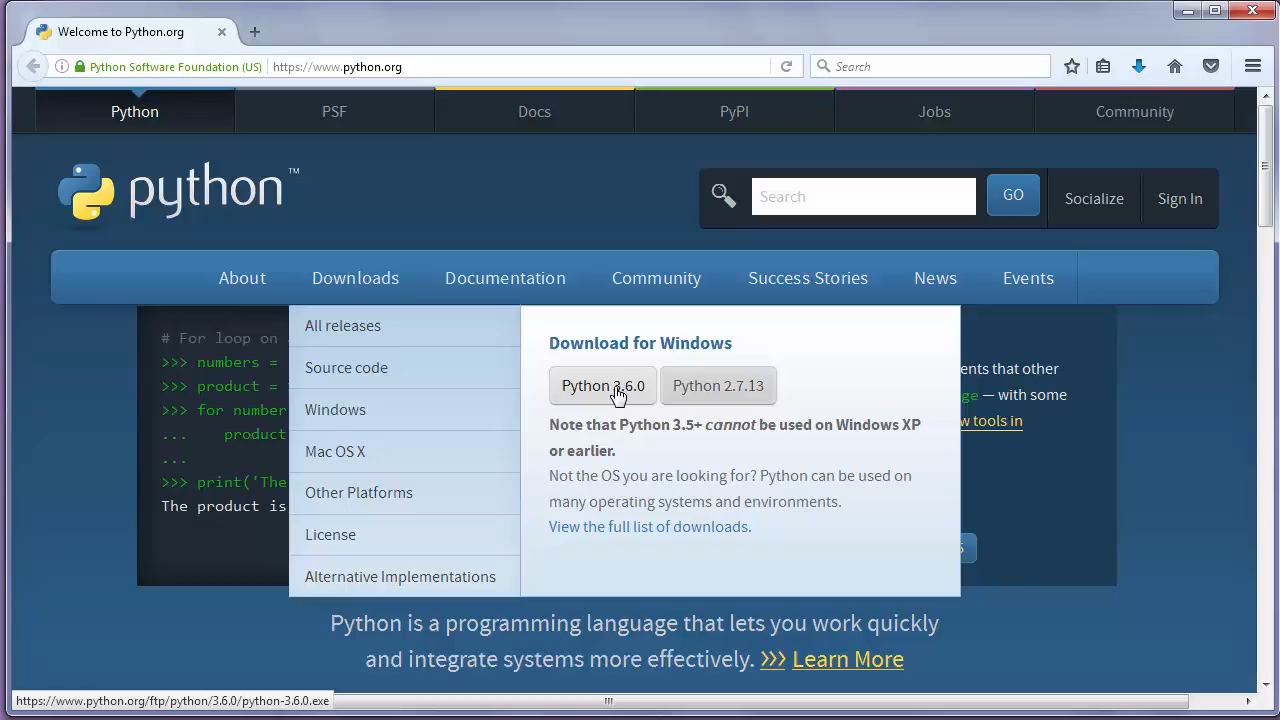 Welcome to Python.org
Python Software Foundation (US)
https://www.python.org
Search
Python
PSF
Docs
PyPI
Jobs
Community
python™
Search
GO
Socialize
Sign In
About
Downloads
Documentation
Community
Success Stories
News
Events
# For loop on
>>> numbers =
>>> product =
>>> for number
... product
...
>>> print('The
The product is
All releases
Source code
Windows
Mac OS X
Other Platforms
License
Alternative Implementations
Download for Windows
Python 3.6.0
Python 2.7.13
Note that Python 3.5+ cannot be used on Windows XP
or earlier.
Not the OS you are looking for? Python can be used on
many operating systems and environments.
View the full list of downloads.
ents that other
ge — with some
w tools in
Python is a programming language that lets you work quickly
and integrate systems more effectively. >>> Learn More
https://www.python.org/ftp/python/3.6.0/python-3.6.0.exe